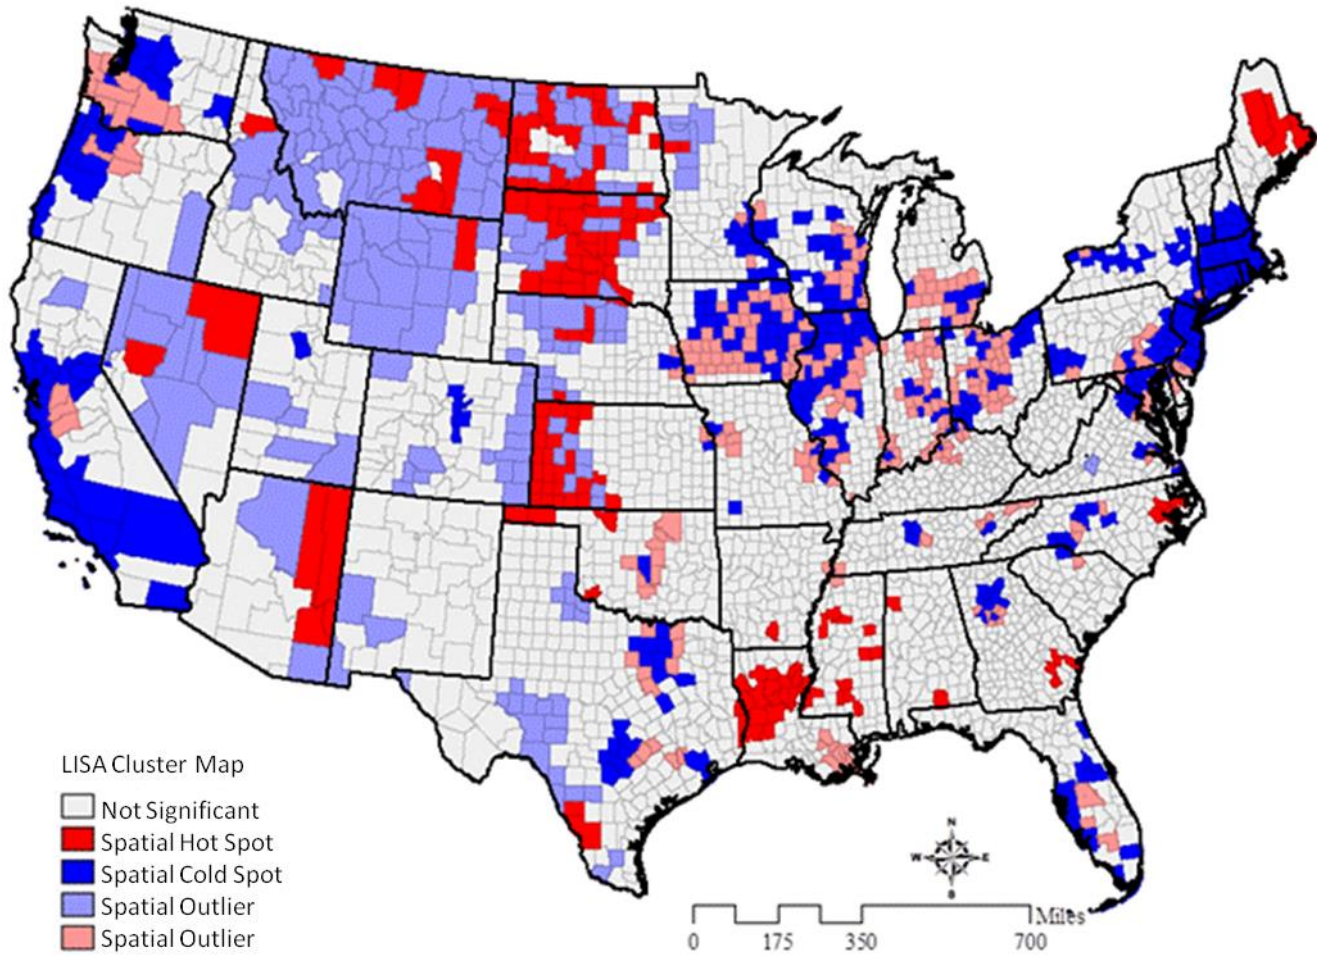 LISA Cluster Map
Not Significant
Spatial Hot Spot
Spatial Cold Spot
Spatial Outlier
Spatial Outlier
N
W E
S
Miles
0 175 350 700